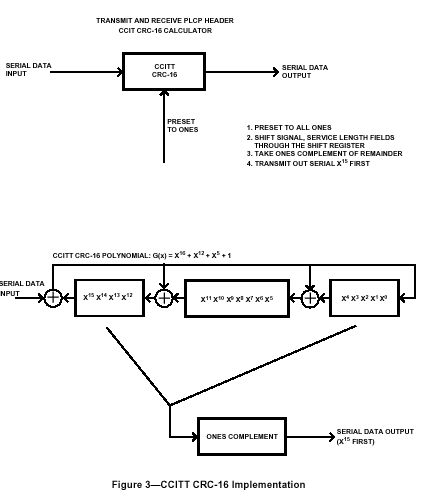 TRANSMIT AND RECEIVE PLCP HEADER
CCIT CRC-16 CALCULATOR
SERIAL DATA
INPUT
CCITT
CRC-16
SERIAL DATA
OUTPUT
PRESET
TO ONES
1. PRESET TO ALL ONES
2. SHIFT SIGNAL, SERVICE LENGTH FIELDS
THROUGH THE SHIFT REGISTER
3. TAKE ONES COMPLEMENT OF REMAINDER
4. TRANSMIT OUT SERIAL X15 FIRST
CCITT CRC-16 POLYNOMIAL: G(x) = X16 + X12 + X5 + 1
SERIAL DATA
INPUT
X15 X14 X13 X12
X11 X10 X9 X8 X7 X6 X5
X4 X3 X2 X1 X0
ONES COMPLEMENT
SERIAL DATA OUTPUT
(X15 FIRST)
Figure 3—CCITT CRC-16 Implementation